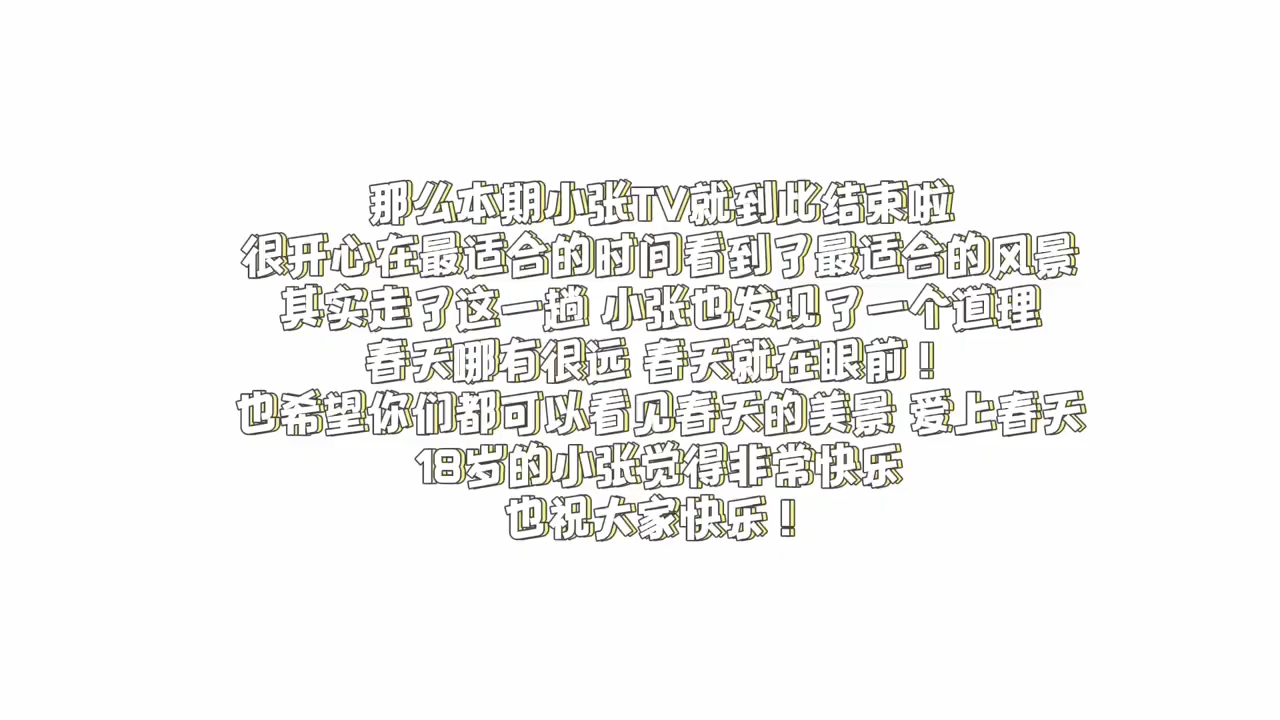 那么本期小张TV就到此结束啦
很开心在最适合的时间看到了最适合的风景
其实走了这一趟 小张也发现了一个道理
春天哪有很远 春天就在眼前！
也希望你们都可以看见春天的美景 爱上春天
18岁的小张觉得非常快乐
也祝大家快乐！